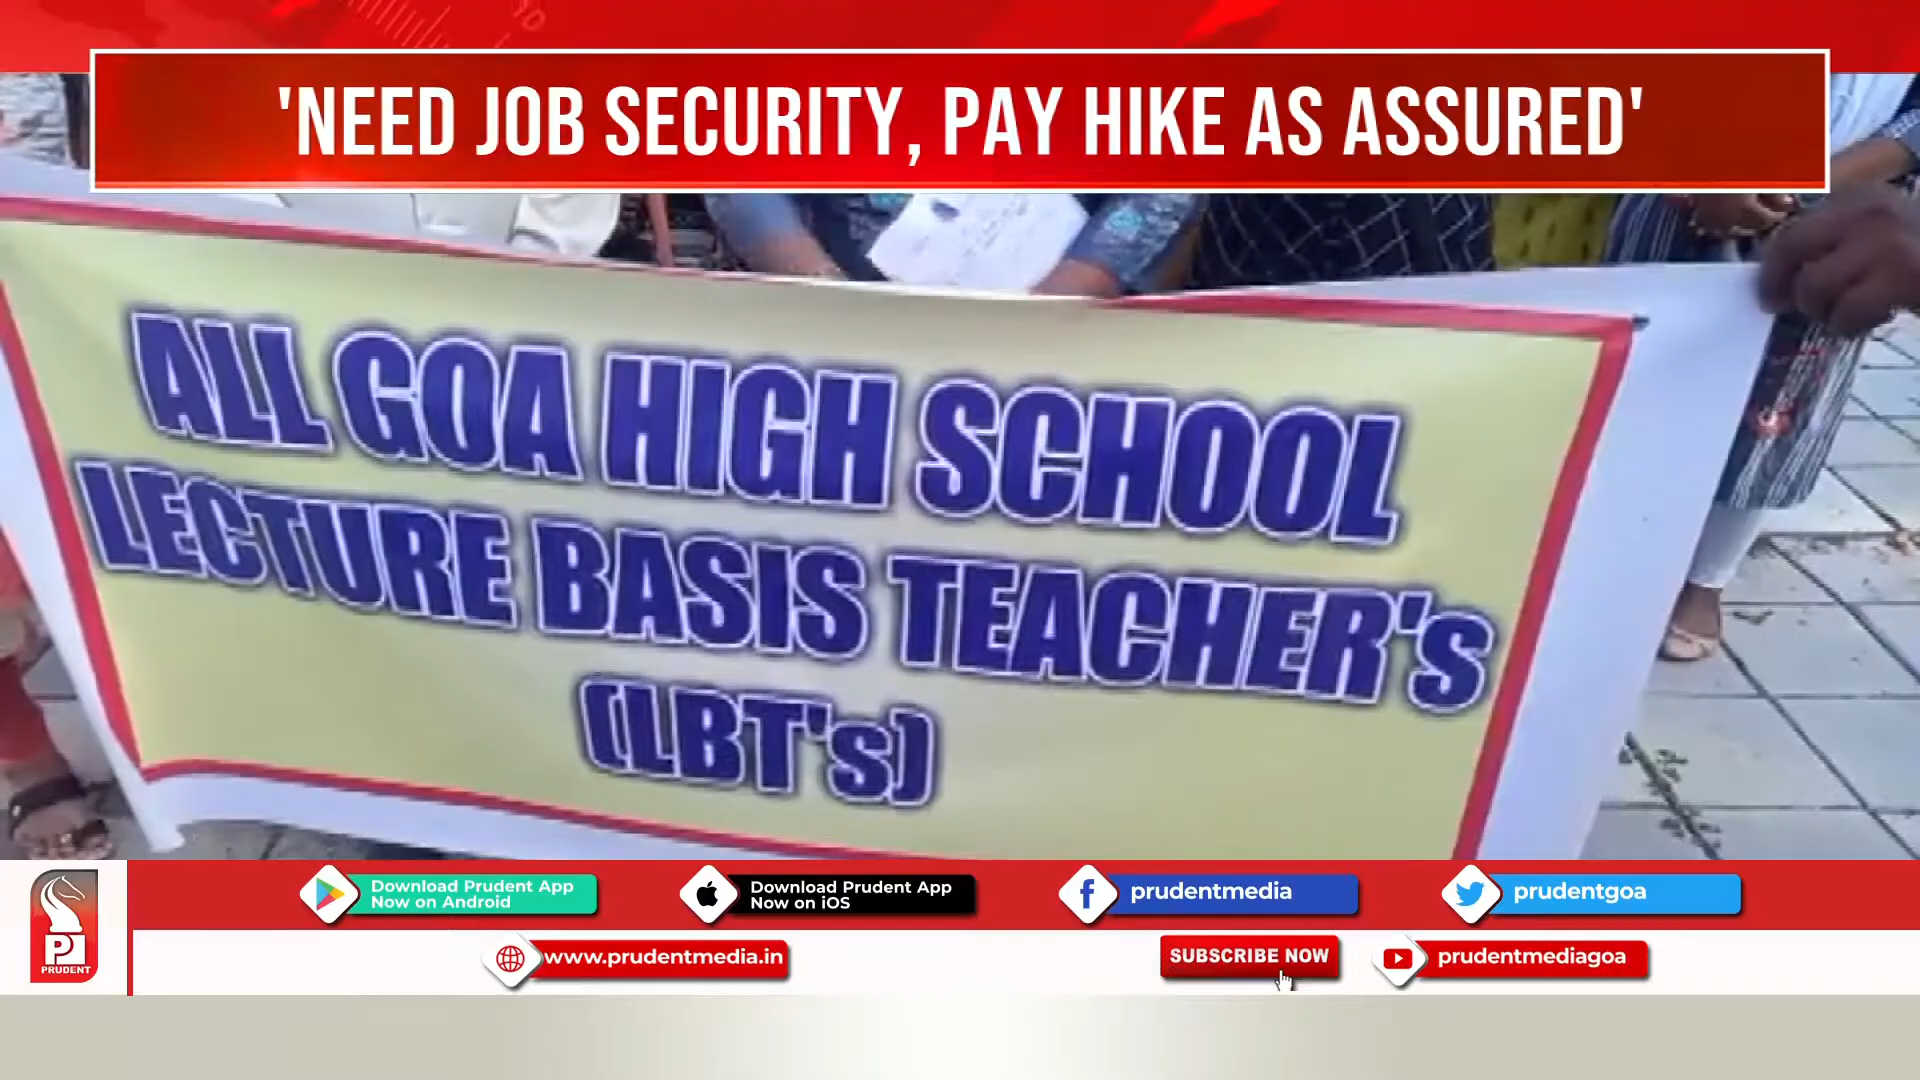 'NEED JOB SECURITY, PAY HIKE AS ASSURED'
ALL GOA HIGH SCHOOL
LECTURE BASIS TEACHER's
(LBT's)
Download Prudent App
Now on Android
Download Prudent App
Now on iOS
prudentmedia
prudentgoa
PRUDENT
www.prudentmedia.in
SUBSCRIBE NOW
prudentmediagoa